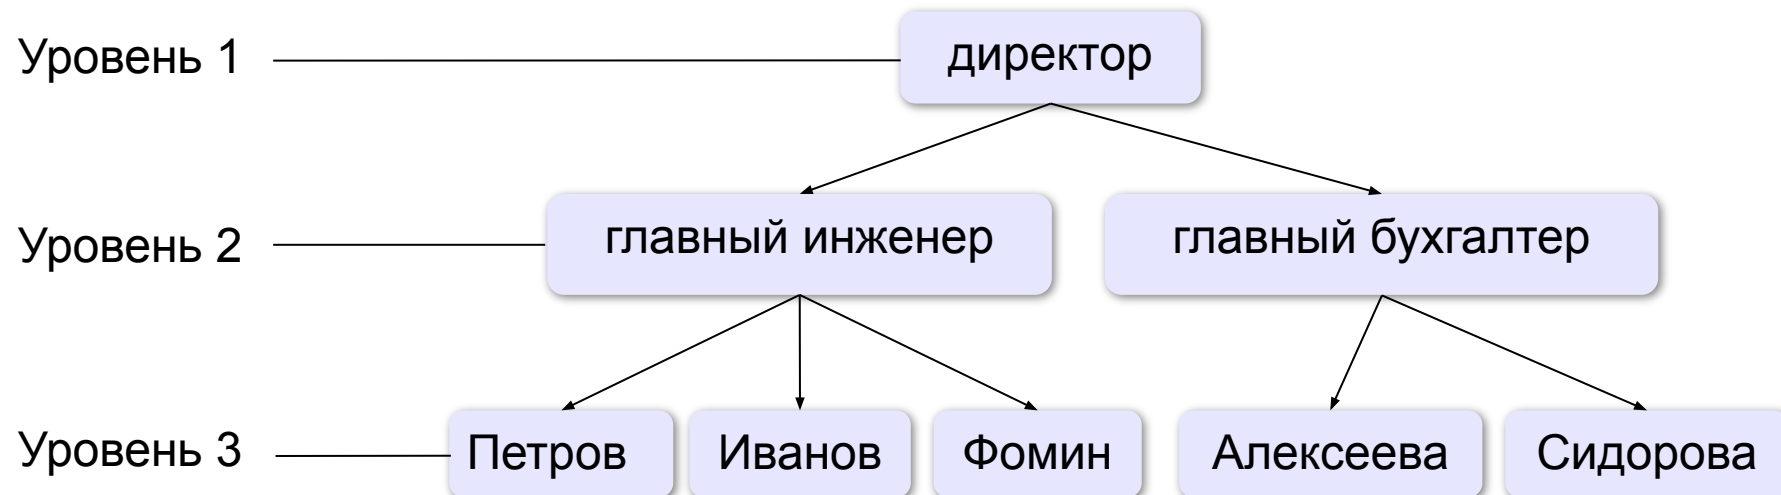 Уровень 1 директор
Уровень 2 главный инженер главный бухгалтер
Уровень 3 Петров Иванов Фомин Алексеева Сидорова